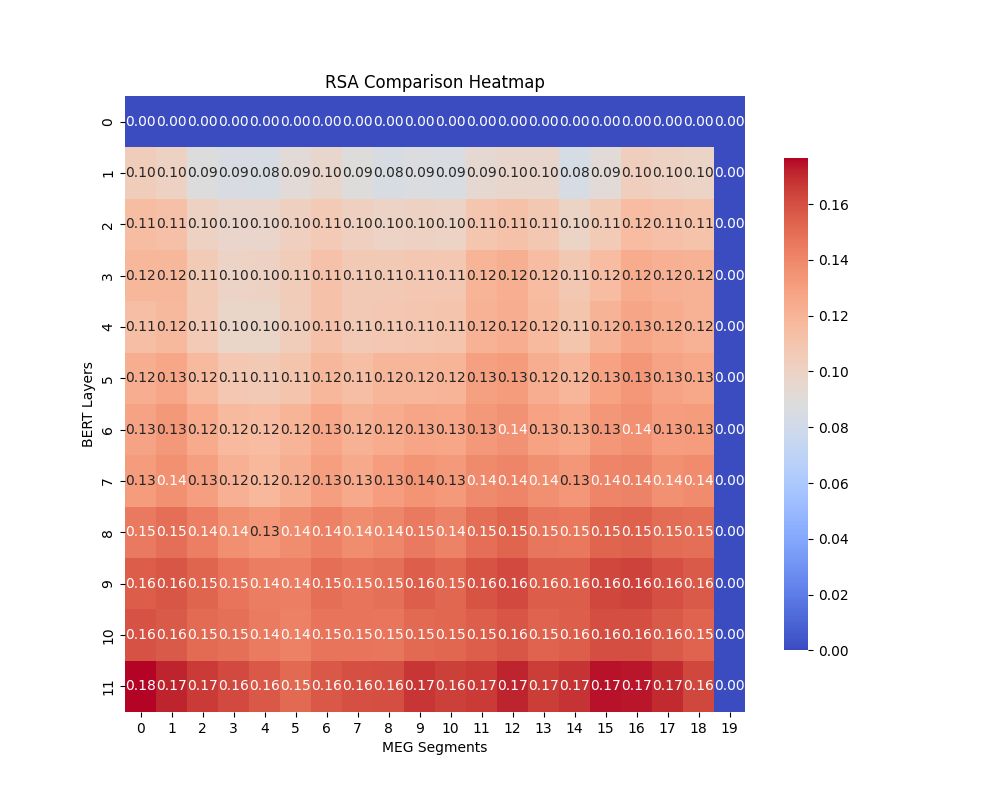 RSA Comparison Heatmap
0 0.00 0.00 0.00 0.00 0.00 0.00 0.00 0.00 0.00 0.00 0.00 0.00 0.00 0.00 0.00 0.00 0.00 0.00 0.00 0.00
1 0.10 0.10 0.09 0.09 0.08 0.09 0.10 0.09 0.08 0.09 0.09 0.09 0.10 0.10 0.08 0.09 0.10 0.10 0.10 0.00
2 0.11 0.11 0.10 0.10 0.10 0.10 0.11 0.10 0.10 0.10 0.10 0.11 0.11 0.11 0.10 0.11 0.12 0.11 0.11 0.00
3 0.12 0.12 0.11 0.10 0.10 0.11 0.11 0.11 0.11 0.11 0.11 0.12 0.12 0.12 0.11 0.12 0.12 0.12 0.12 0.00
4 0.11 0.12 0.11 0.10 0.10 0.10 0.11 0.11 0.11 0.11 0.11 0.12 0.12 0.12 0.11 0.12 0.13 0.12 0.12 0.00
5 0.12 0.13 0.12 0.11 0.11 0.11 0.12 0.11 0.12 0.12 0.12 0.13 0.13 0.12 0.12 0.13 0.13 0.13 0.13 0.00
6 0.13 0.13 0.12 0.12 0.12 0.12 0.13 0.12 0.12 0.13 0.13 0.13 0.14 0.13 0.13 0.13 0.14 0.13 0.13 0.00
7 0.13 0.14 0.13 0.12 0.12 0.12 0.13 0.13 0.13 0.14 0.13 0.14 0.14 0.14 0.13 0.14 0.14 0.14 0.14 0.00
8 0.15 0.15 0.14 0.14 0.13 0.14 0.14 0.14 0.14 0.15 0.14 0.15 0.15 0.15 0.15 0.15 0.15 0.15 0.15 0.00
9 0.16 0.16 0.15 0.15 0.14 0.14 0.15 0.15 0.15 0.16 0.15 0.16 0.16 0.16 0.16 0.16 0.16 0.16 0.16 0.00
10 0.16 0.16 0.15 0.15 0.14 0.14 0.15 0.15 0.15 0.15 0.15 0.15 0.16 0.15 0.15 0.16 0.16 0.16 0.15 0.00
11 0.18 0.17 0.17 0.16 0.16 0.15 0.16 0.16 0.16 0.17 0.16 0.17 0.17 0.17 0.17 0.17 0.17 0.17 0.16 0.00
0 1 2 3 4 5 6 7 8 9 10 11 12 13 14 15 16 17 18 19
MEG Segments
BERT Layers
0.16
0.14
0.12
0.10
0.08
0.06
0.04
0.02
0.00